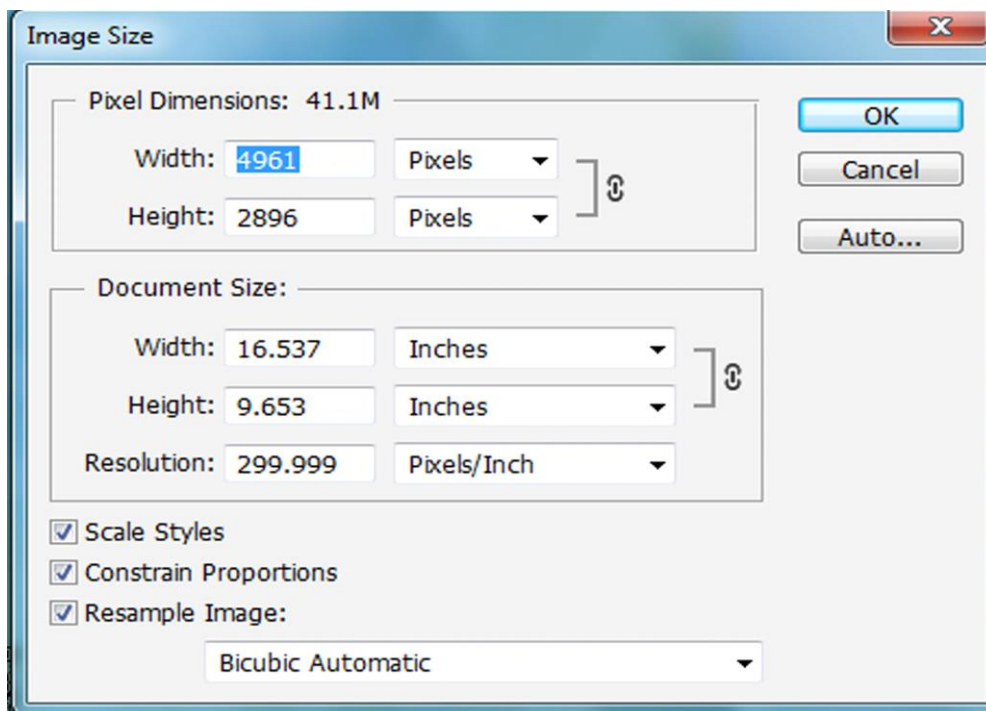 Image Size
Pixel Dimensions: 41.1M
OK
Width: 4961 Pixels
Cancel
Height: 2896 Pixels
Auto...
Document Size:
Width: 16.537 Inches
Height: 9.653 Inches
Resolution: 299.999 Pixels/Inch
Scale Styles
Constrain Proportions
Resample Image:
Bicubic Automatic